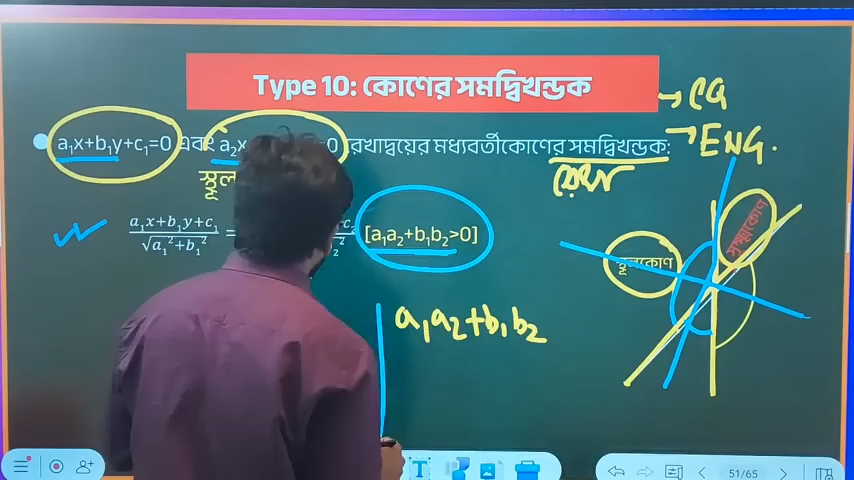 Type 10: কোণের সমদ্বিখন্ডক
→ CQ
→ ENG.
a₁x+b₁y+c₁=0 এবং a₂x =0 রেখাদ্বয়ের মধ্যবর্তীকোণের সমদ্বিখন্ডক:
স্থূল
রেখা
a₁x+b₁y+c₁ / √a₁²+b₁² = [a₁a₂+b₁b₂>0]
সূক্ষ্মকোণ
স্থূলকোণ
a₁a₂+b₁b₂
T
51/65